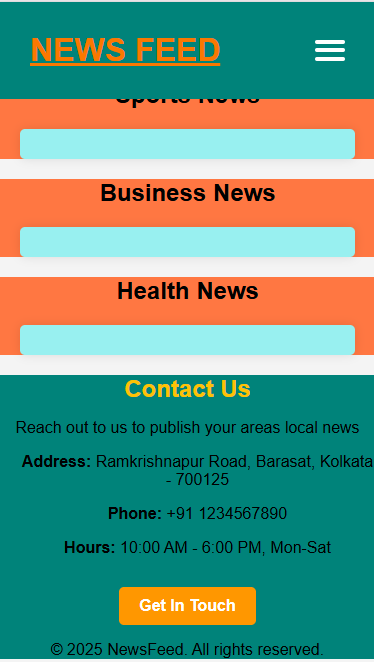 NEWS FEED
Sports News
Business News
Health News
Contact Us
Reach out to us to publish your areas local news
Address: Ramkrishnapur Road, Barasat, Kolkata
- 700125
Phone: +91 1234567890
Hours: 10:00 AM - 6:00 PM, Mon-Sat
Get In Touch
© 2025 NewsFeed. All rights reserved.